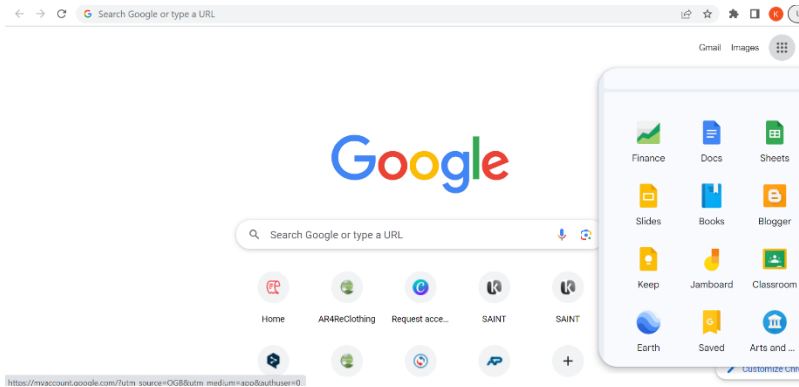 Search Google or type a URL
K
Gmail Images
Google
Search Google or type a URL
Finance Docs Sheets
Slides Books Blogger
Keep Jamboard Classroom
Earth Saved Arts and ...
Home AR4ReClothing Request acce... SAINT SAINT
Customize Chr
https://myaccount.google.com/?utm_source=OGB&utm_medium=app&authuser=0